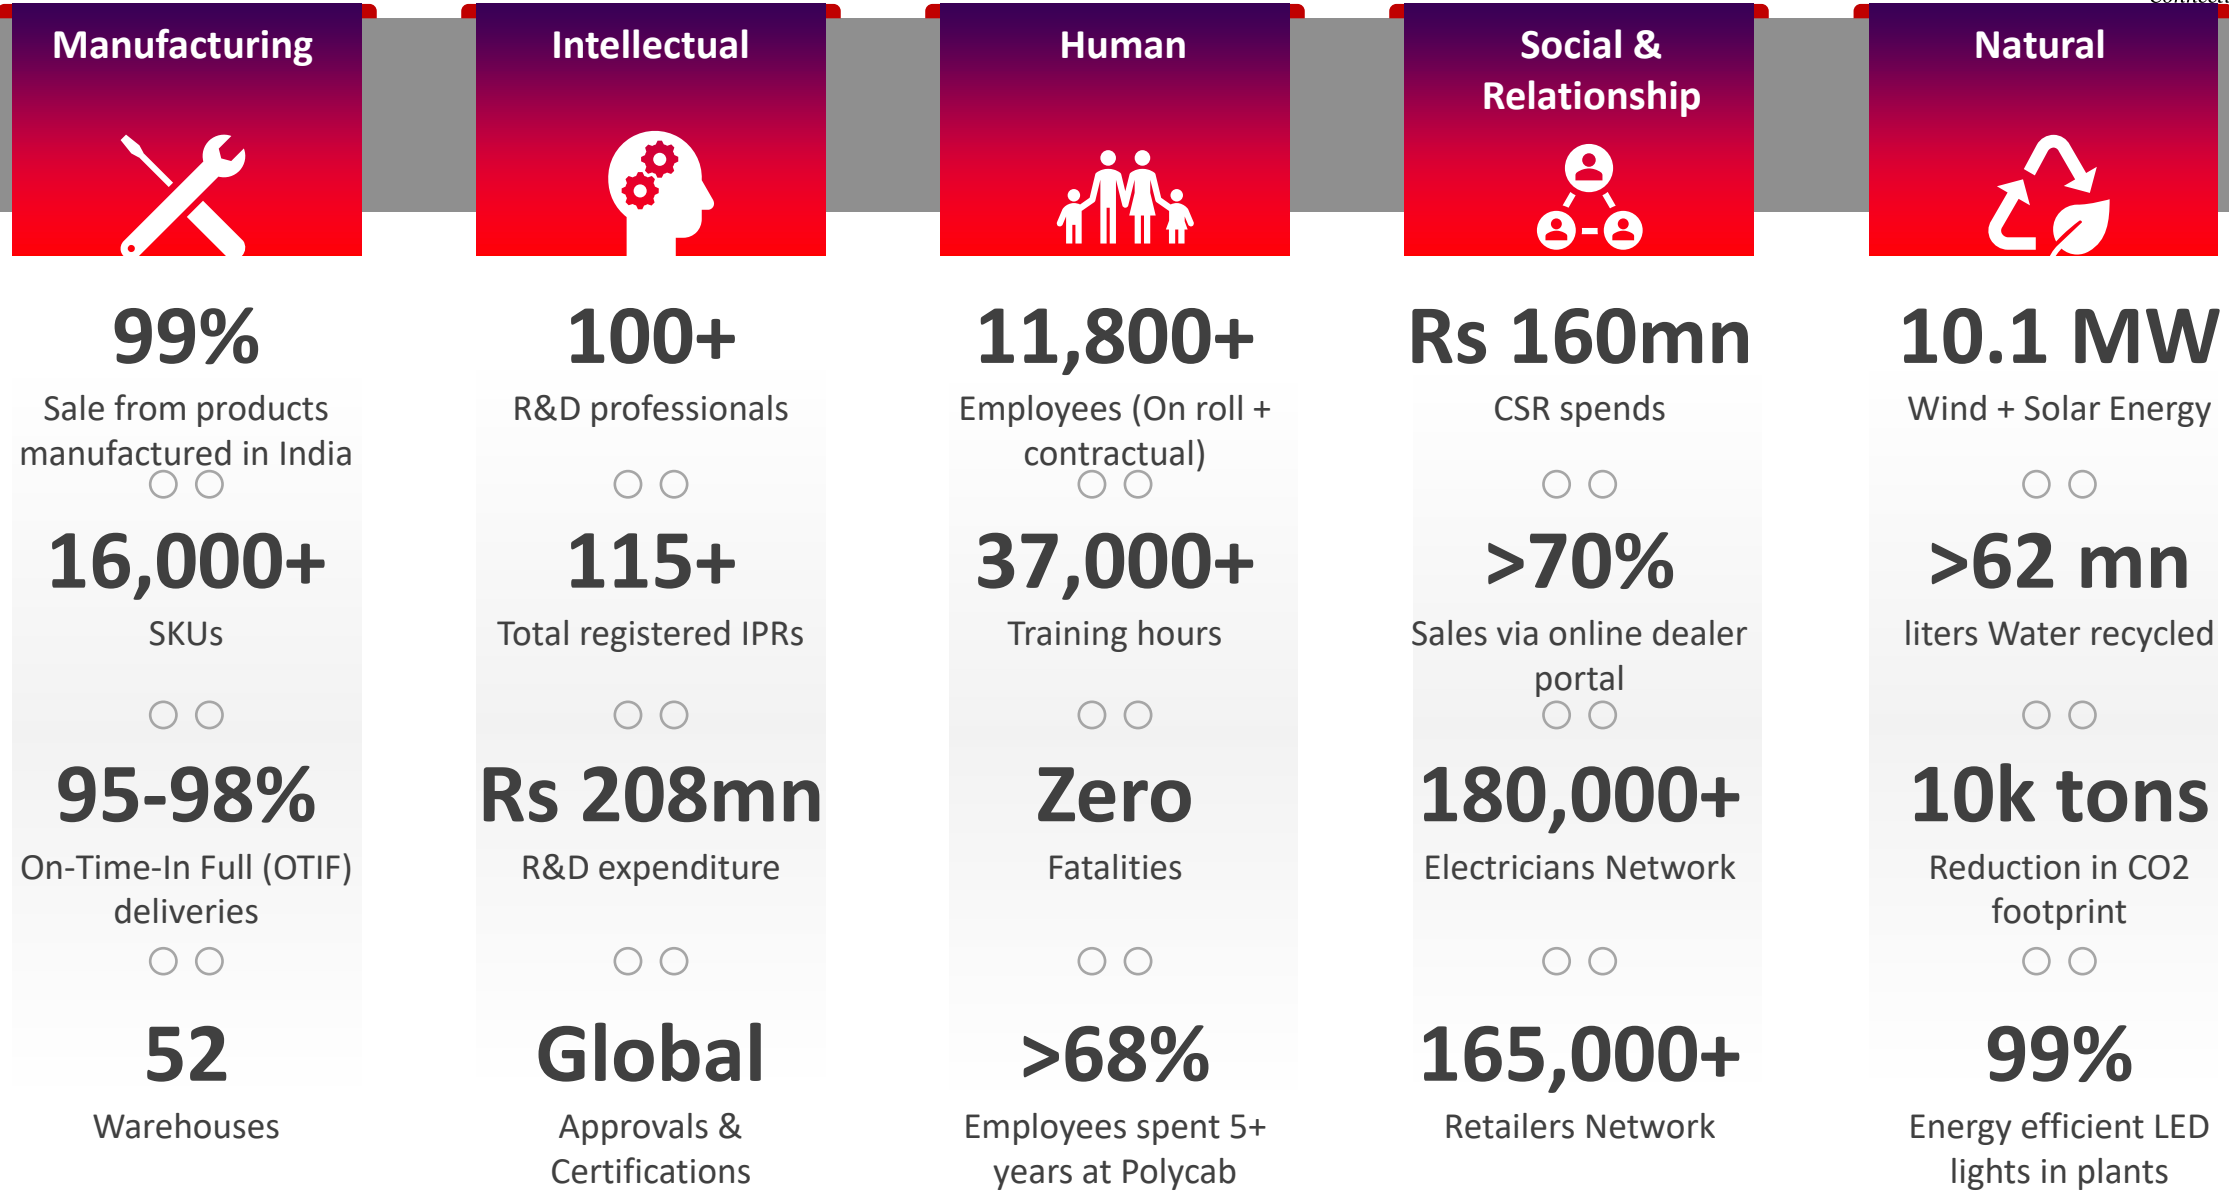 Manufacturing
99%
Sale from products
manufactured in India
16,000+
SKUs
95-98%
On-Time-In Full (OTIF)
deliveries
52
Warehouses
Intellectual
100+
R&D professionals
115+
Total registered IPRs
Rs 208mn
R&D expenditure
Global
Approvals &
Certifications
Human
11,800+
Employees (On roll +
contractual)
37,000+
Training hours
Zero
Fatalities
>68%
Employees spent 5+
years at Polycab
Social &
Relationship
Rs 160mn
CSR spends
>70%
Sales via online dealer
portal
180,000+
Electricians Network
165,000+
Retailers Network
Natural
10.1 MW
Wind + Solar Energy
>62 mn
liters Water recycled
10k tons
Reduction in CO2
footprint
99%
Energy efficient LED
lights in plants